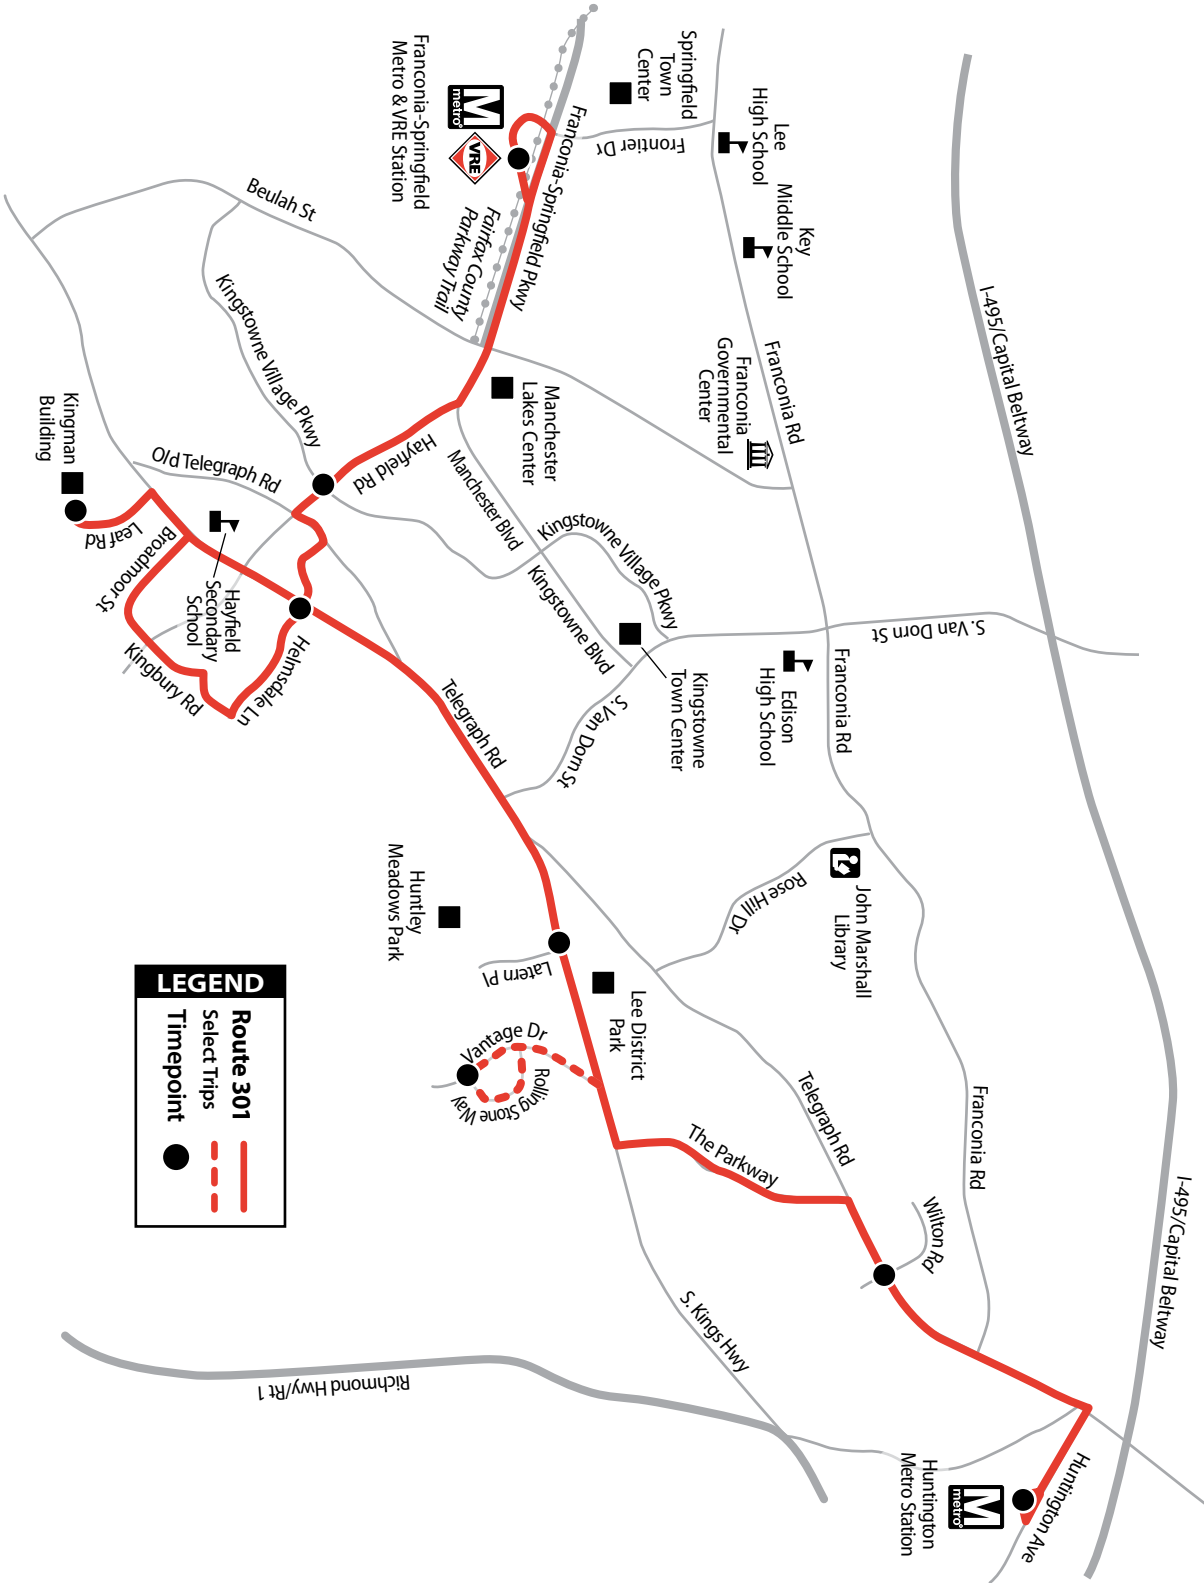 Franconia-Springfield
Metro & VRE Station
M
metro
VRE
Springfield
Town
Center
Lee
High School
Key
Middle School
Frontier Dr
Franconia-Springfield Pkwy
Fairfax County
Parkway Trail
Beulah St
Kingstowne Village Pkwy
Franconia
Governmental
Center
Franconia Rd
I-495/Capital Beltway
Manchester
Lakes Center
Hayfield Rd
Manchester Blvd
Kingstowne Village Pkwy
Kingstowne Blvd
Kingman
Building
Old Telegraph Rd
Leaf Rd
Broadmoor St
Hayfield
Secondary
School
Kingbury Rd
Helmsdale Ln
Telegraph Rd
S. Van Dorn St
S. Van Dorn St
Kingstowne
Town Center
Edison
High School
Franconia Rd
John Marshall
Library
Rose Hill Dr
Huntley
Meadows Park
Latern Pl
Lee District
Park
Vantage Dr
Rolling Stone Way
Telegraph Rd
The Parkway
Franconia Rd
Wilton Rd
I-495/Capital Beltway
S. Kings Hwy
Richmond Hwy/Rt 1
Huntington Ave
Huntington
Metro Station
M
metro
LEGEND
Route 301
Select Trips
Timepoint